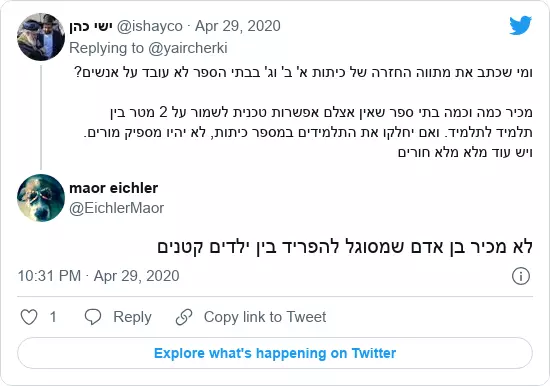 ישי כהן @ishayco · Apr 29, 2020
Replying to @yaircherki
ומי שכתב את מתווה החזרה של כיתות א' ב' וג' בבתי הספר לא עובד על אנשים?
מכיר כמה וכמה בתי ספר שאין אצלם אפשרות טכנית לשמור על 2 מטר בין
תלמיד לתלמיד. ואם יחלקו את התלמידים במספר כיתות, לא יהיו מספיק מורים.
ויש עוד מלא מלא חורים
maor eichler
@EichlerMaor
לא מכיר בן אדם שמסוגל להפריד בין ילדים קטנים
10:31 PM · Apr 29, 2020
1 Reply Copy link to Tweet
Explore what's happening on Twitter